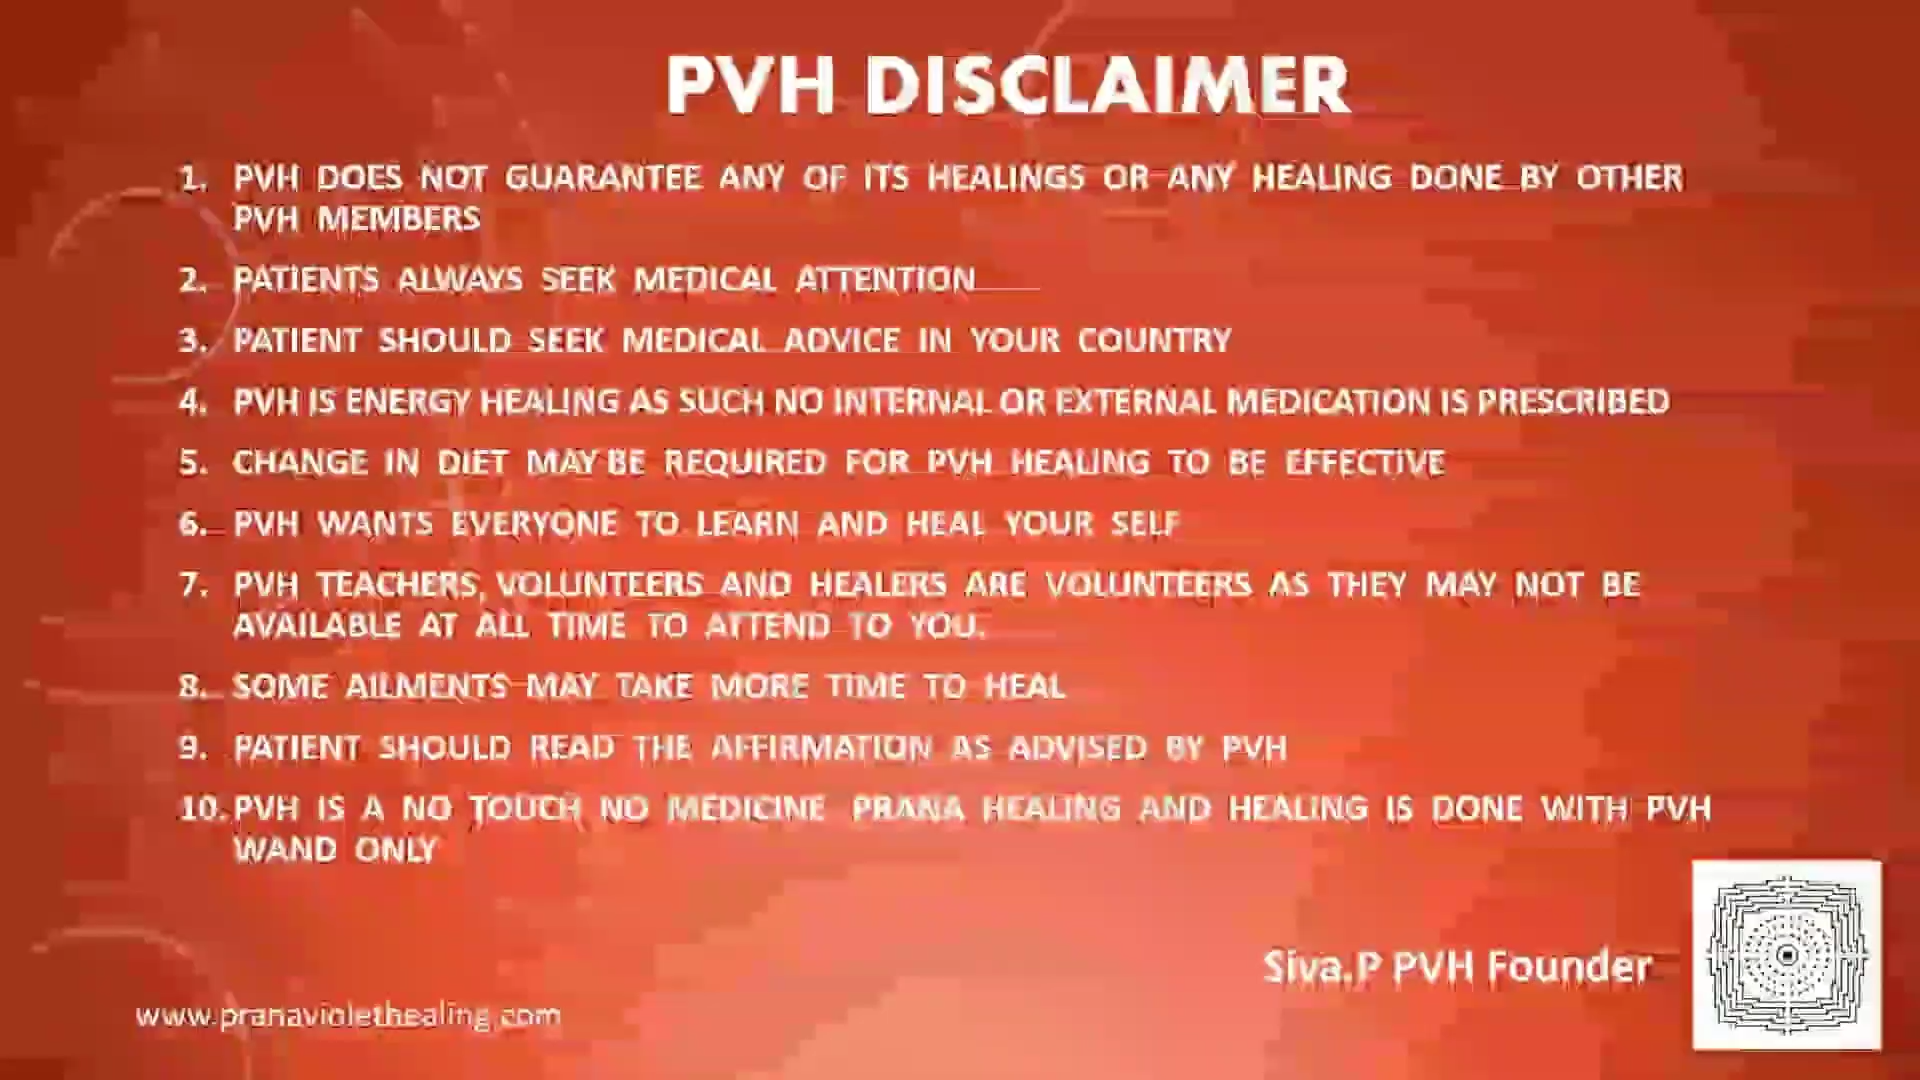 PVH DISCLAIMER
1. PVH DOES NOT GUARANTEE ANY OF ITS HEALINGS OR ANY HEALING DONE BY OTHER
PVH MEMBERS
2. PATIENTS ALWAYS SEEK MEDICAL ATTENTION
3. PATIENT SHOULD SEEK MEDICAL ADVICE IN YOUR COUNTRY
4. PVH IS ENERGY HEALING AS SUCH NO INTERNAL OR EXTERNAL MEDICATION IS PRESCRIBED
5. CHANGE IN DIET MAY BE REQUIRED FOR PVH HEALING TO BE EFFECTIVE
6. PVH WANTS EVERYONE TO LEARN AND HEAL YOUR SELF
7. PVH TEACHERS, VOLUNTEERS AND HEALERS ARE VOLUNTEERS AS THEY MAY NOT BE
AVAILABLE AT ALL TIME TO ATTEND TO YOU.
8. SOME AILMENTS MAY TAKE MORE TIME TO HEAL
9. PATIENT SHOULD READ THE AFFIRMATION AS ADVISED BY PVH
10. PVH IS A NO TOUCH NO MEDICINE PRANA HEALING AND HEALING IS DONE WITH PVH
WAND ONLY
Siva.P PVH Founder
www.pranaviolethealing.com